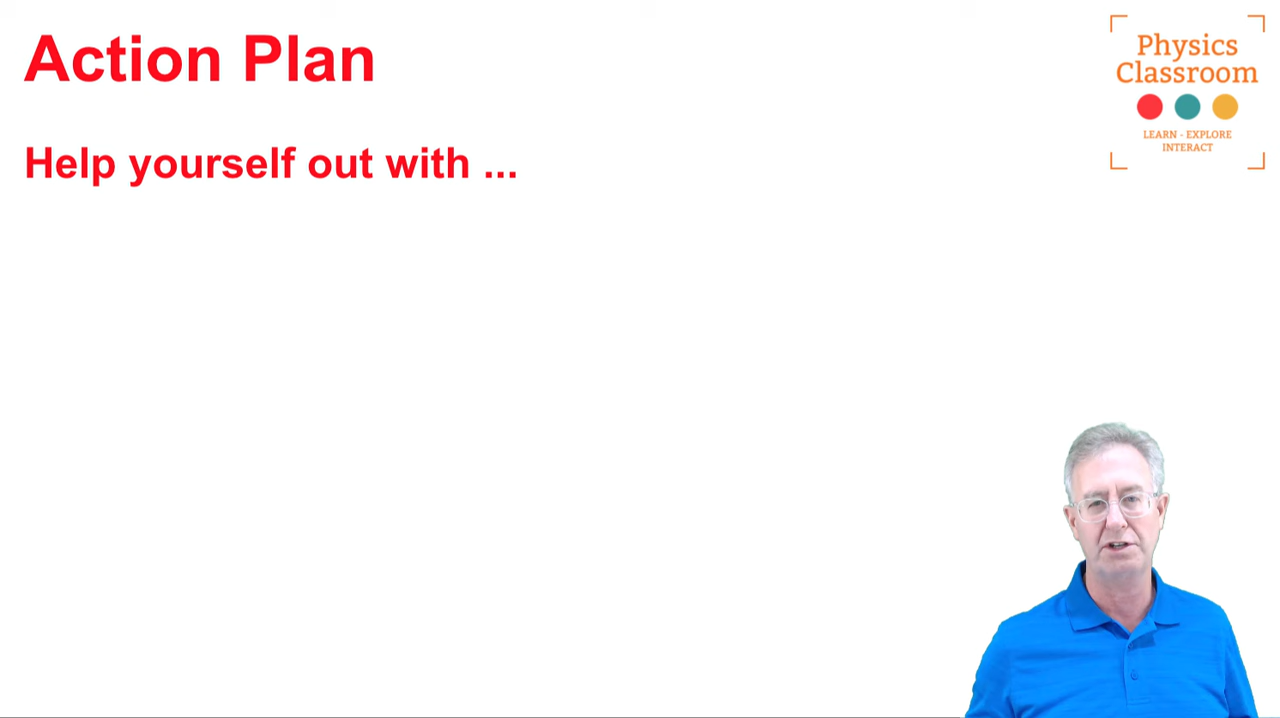 Action Plan
Help yourself out with ...
Physics
Classroom
LEARN - EXPLORE
INTERACT